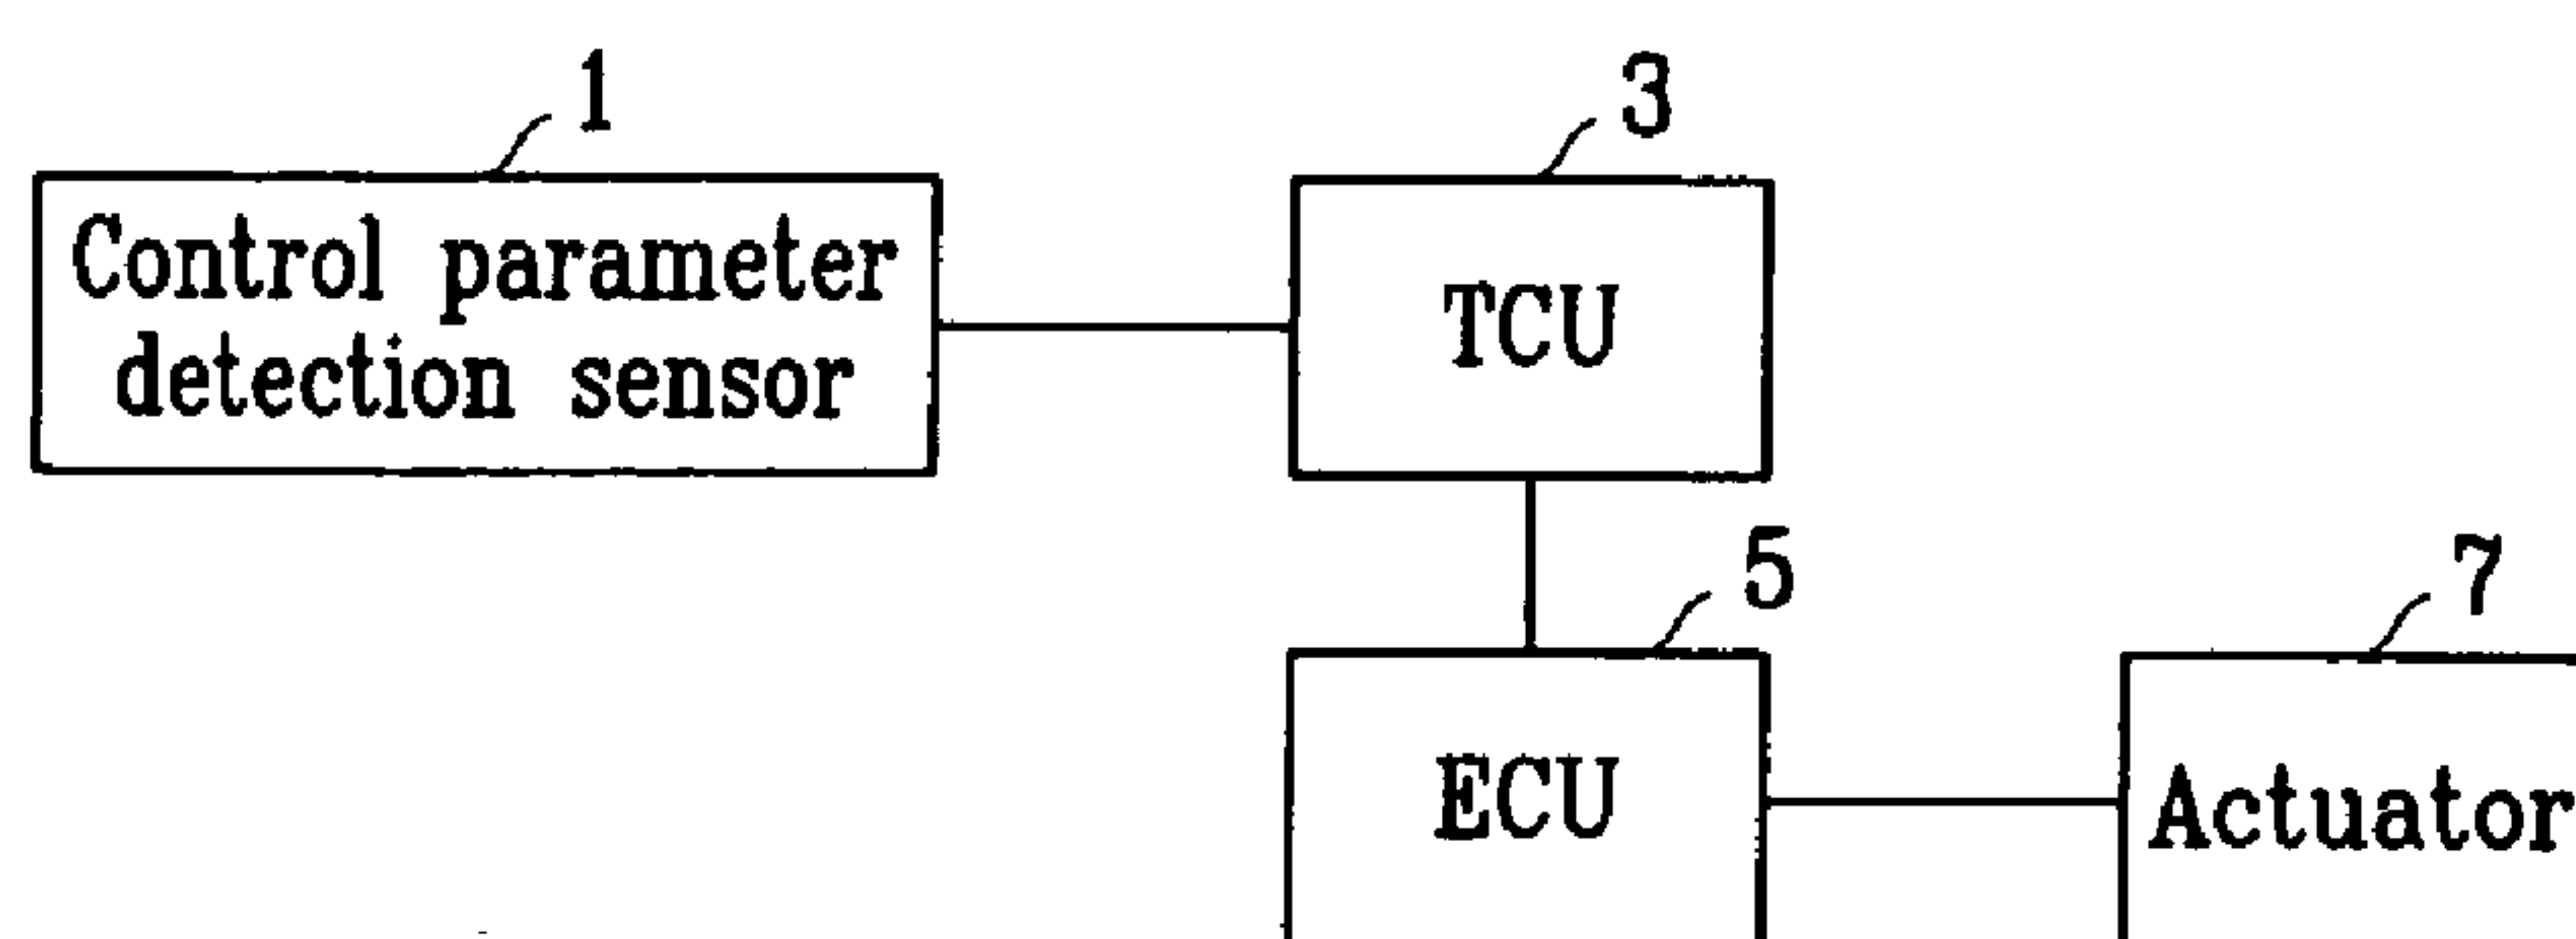 1
3
Control parameter
detection sensor
TCU
5
7
ECU
Actuator